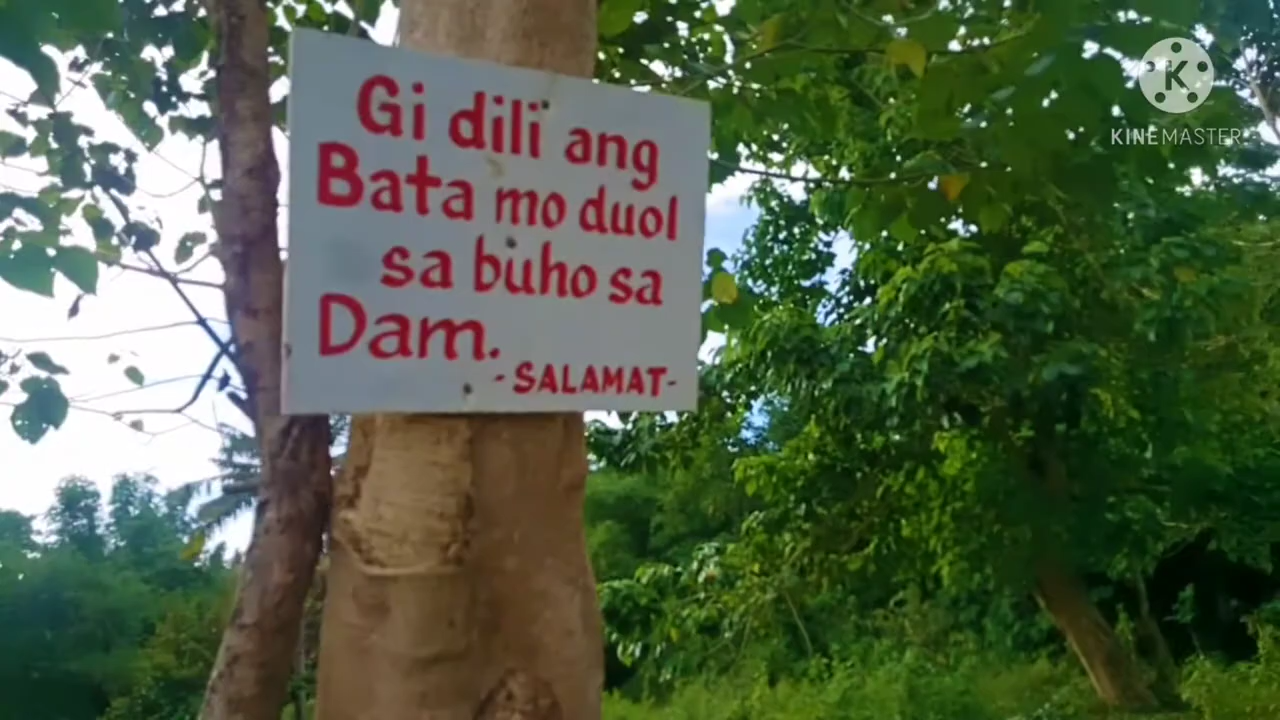 Gi dili ang
Bata mo duol
sa buho sa
Dam.
-SALAMAT-
K
KINEMASTER